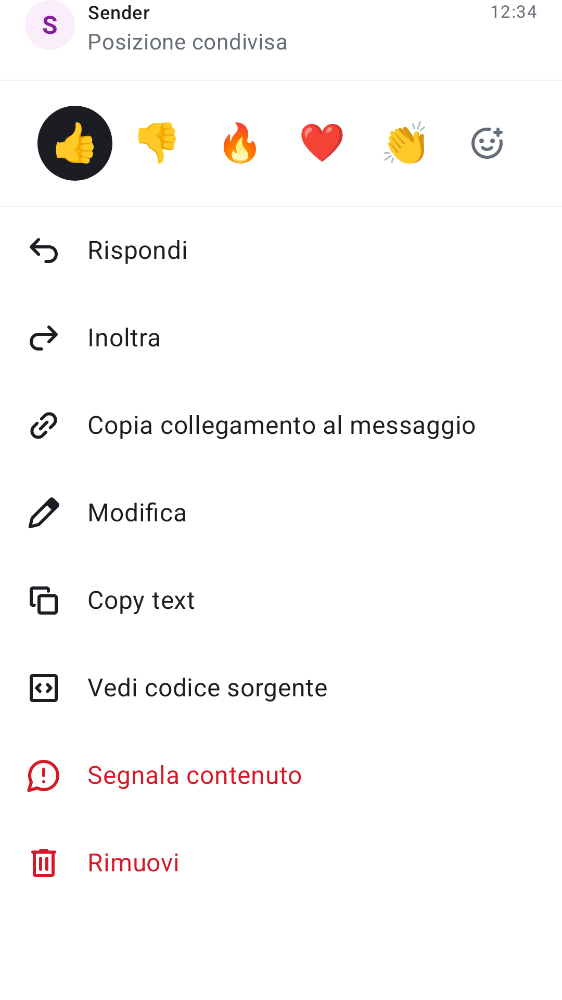 S
Sender
12:34
Posizione condivisa
Rispondi
Inoltra
Copia collegamento al messaggio
Modifica
Copy text
Vedi codice sorgente
Segnala contenuto
Rimuovi